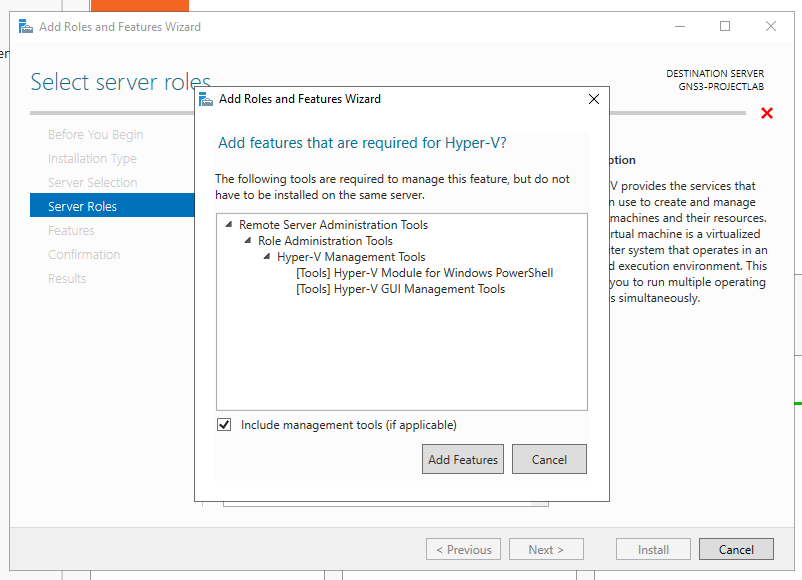 Add Roles and Features Wizard
Select server roles
DESTINATION SERVER
GNS3-PROJECTLAB
Before You Begin
Installation Type
Server Selection
Server Roles
Features
Confirmation
Results
Add Roles and Features Wizard
Add features that are required for Hyper-V?
The following tools are required to manage this feature, but do not
have to be installed on the same server.
Remote Server Administration Tools
Role Administration Tools
Hyper-V Management Tools
[Tools] Hyper-V Module for Windows PowerShell
[Tools] Hyper-V GUI Management Tools
Include management tools (if applicable)
Add Features
Cancel
ption
V provides the services that
n use to create and manage
machines and their resources.
rtual machine is a virtualized
ter system that operates in an
d execution environment. This
you to run multiple operating
s simultaneously.
< Previous
Next >
Install
Cancel